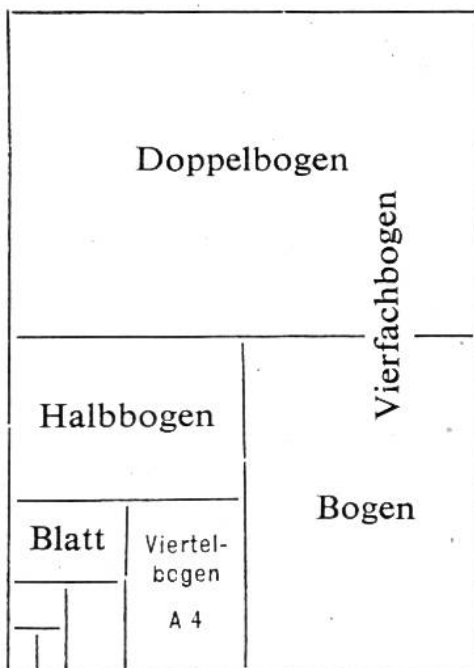 Doppelbogen
Vierfachbogen
Halbbogen
Bogen
Blatt
Viertel-
bogen
A 4